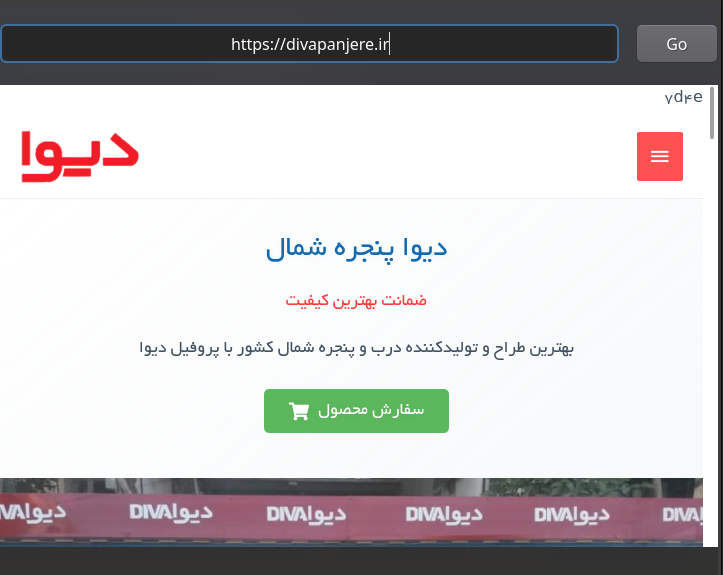 https://divapanjere.ir
Go
۷d۴e
دیوا
دیوا پنجره شمال
ضمانت بهترین کیفیت
بهترین طراح و تولیدکننده درب و پنجره شمال کشور با پروفیل دیوا
سفارش محصول
DIVA دیوا DIVA دیوا DIVA دیوا DIVA دیوا DIVA دیوا DIVA